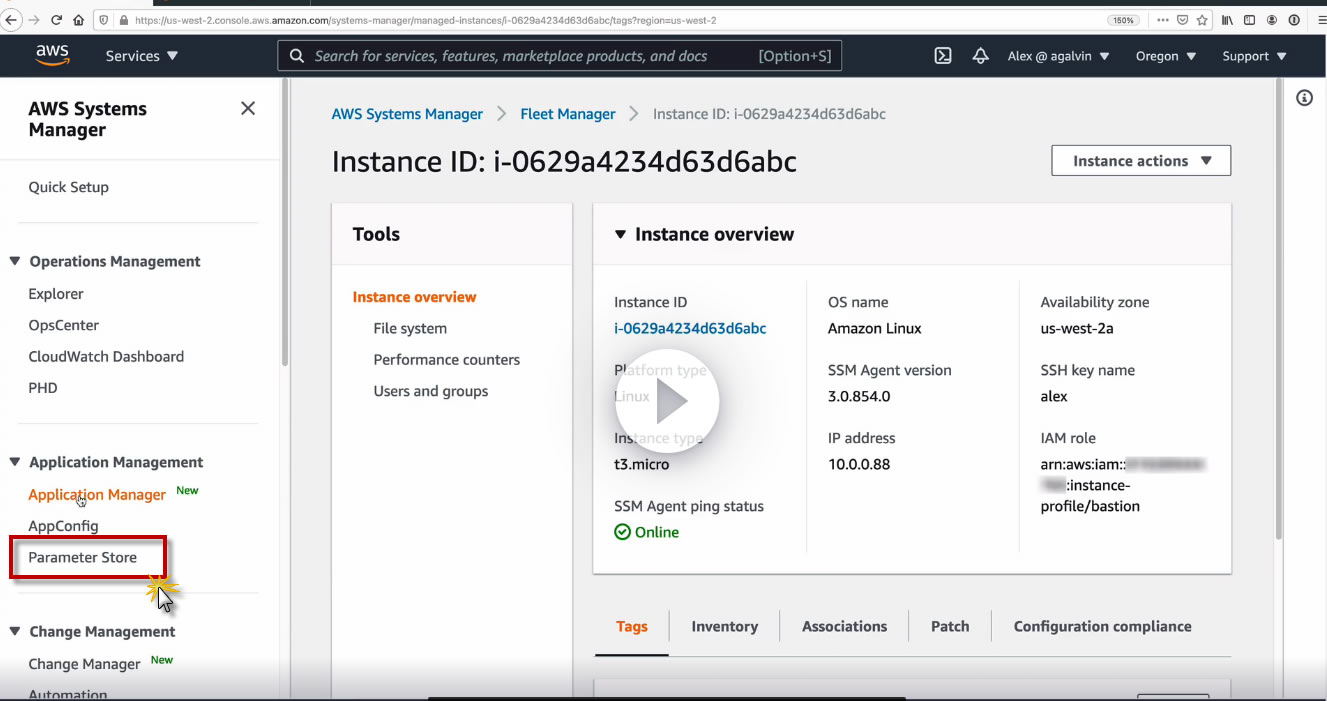 https://us-west-2.console.aws.amazon.com/systems-manager/managed-instances/i-0629a4234d63d6abc/tags?region=us-west-2
150%
aws
Services
Search for services, features, marketplace products, and docs
[Option+S]
Alex @ agalvin
Oregon
Support
AWS Systems
Manager
Quick Setup
Operations Management
Explorer
OpsCenter
CloudWatch Dashboard
PHD
Application Management
Application Manager New
AppConfig
Parameter Store
Change Management
Change Manager New
Automation
AWS Systems Manager > Fleet Manager > Instance ID: i-0629a4234d63d6abc
Instance ID: i-0629a4234d63d6abc
Instance actions
Tools
Instance overview
File system
Performance counters
Users and groups
Instance overview
Instance ID
i-0629a4234d63d6abc
Platform type
Linux
Instance type
t3.micro
SSM Agent ping status
Online
OS name
Amazon Linux
SSM Agent version
3.0.854.0
IP address
10.0.0.88
Availability zone
us-west-2a
SSH key name
alex
IAM role
arn:aws:iam::
:instance-
profile/bastion
Tags
Inventory
Associations
Patch
Configuration compliance